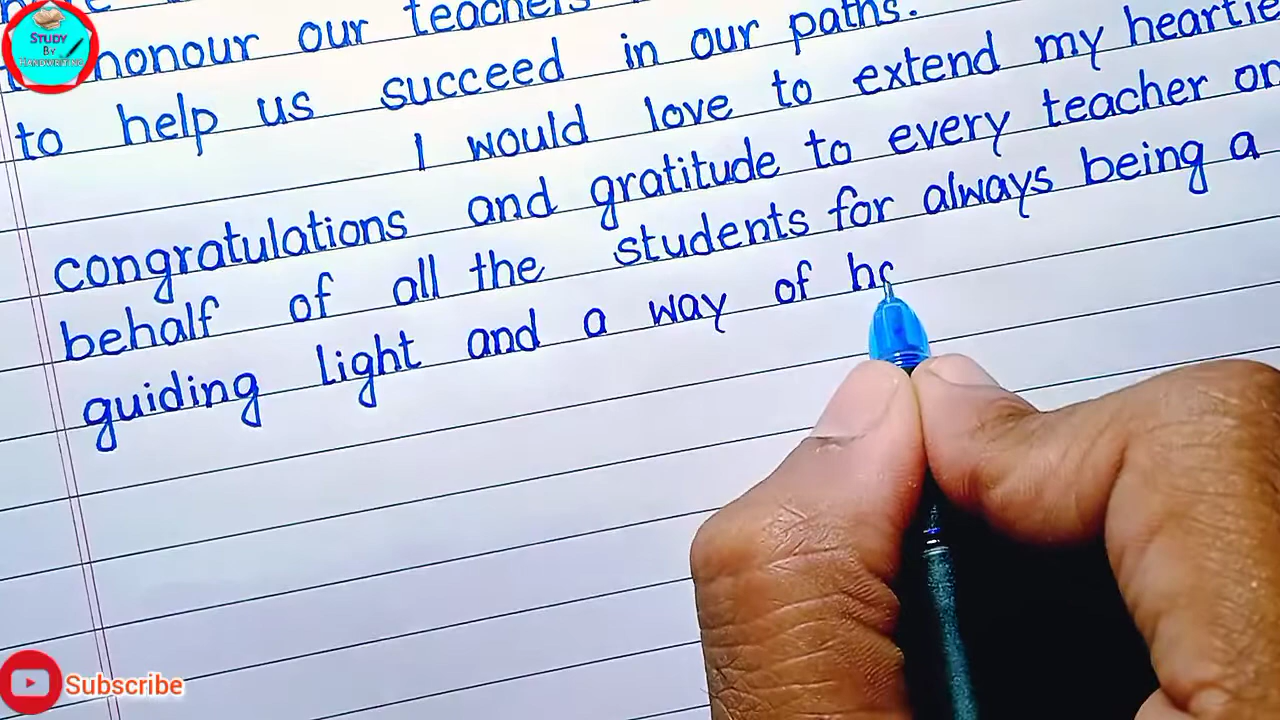 STUDY
By
HANDWRITING
honour our teachers
to help us succeed in our paths.
I would love to extend my heartie
congratulations and gratitude to every teacher on
behalf of all the students for always being a
guiding light and a way of
Subscribe